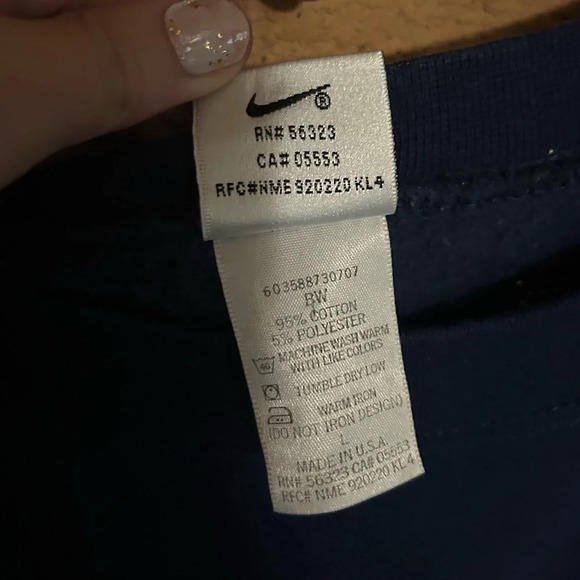 ®
RN# 56323
CA# 05553
RFC#NME 920220 KL4
603588730707
BW
95% COTTON
5% POLYESTER
40
MACHINE WASH WARM
WITH LIKE COLORS
TUMBLE DRY LOW
WARM IRON
(DO NOT IRON DESIGN)
L
MADE IN U.S.A.
RN# 56323 CA# 05553
RFC# NME 920220 KL4